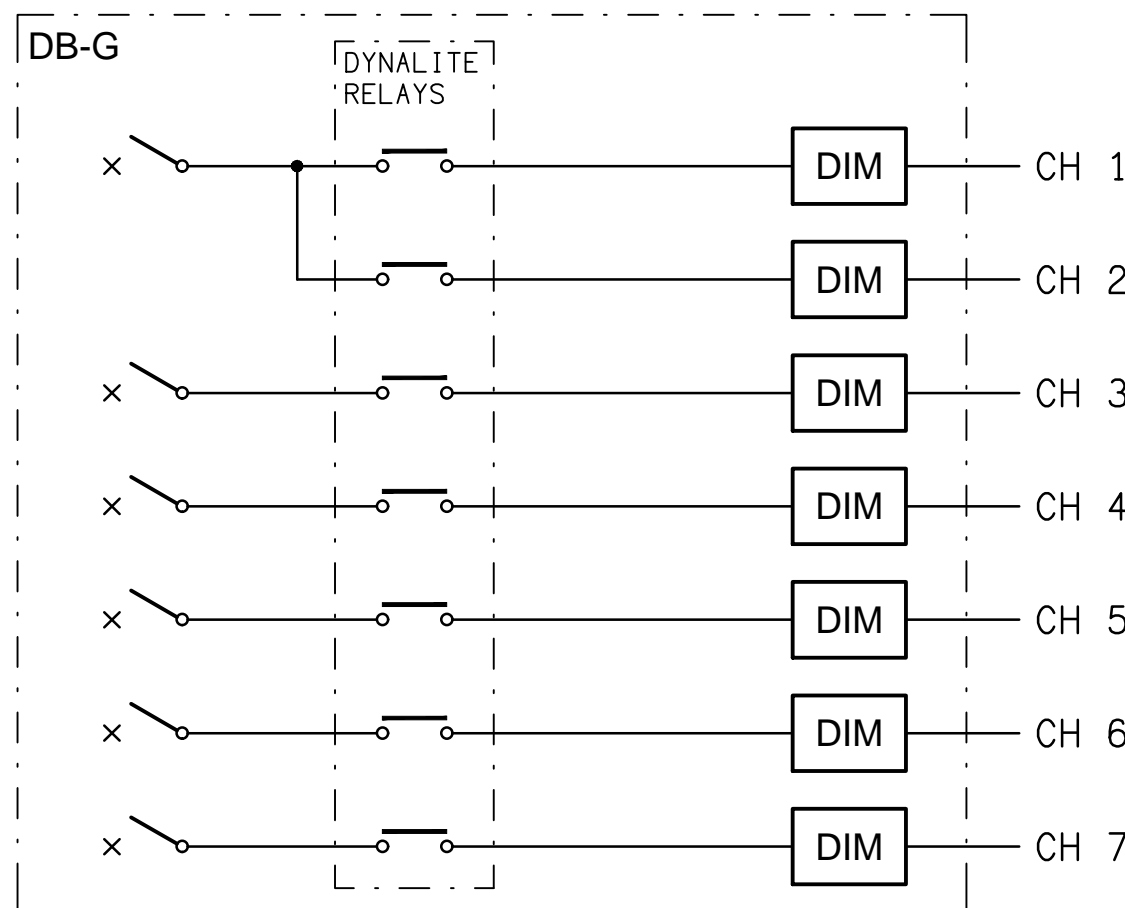 DB-G
DYNALITE
RELAYS
DIM CH 1
DIM CH 2
DIM CH 3
DIM CH 4
DIM CH 5
DIM CH 6
DIM CH 7